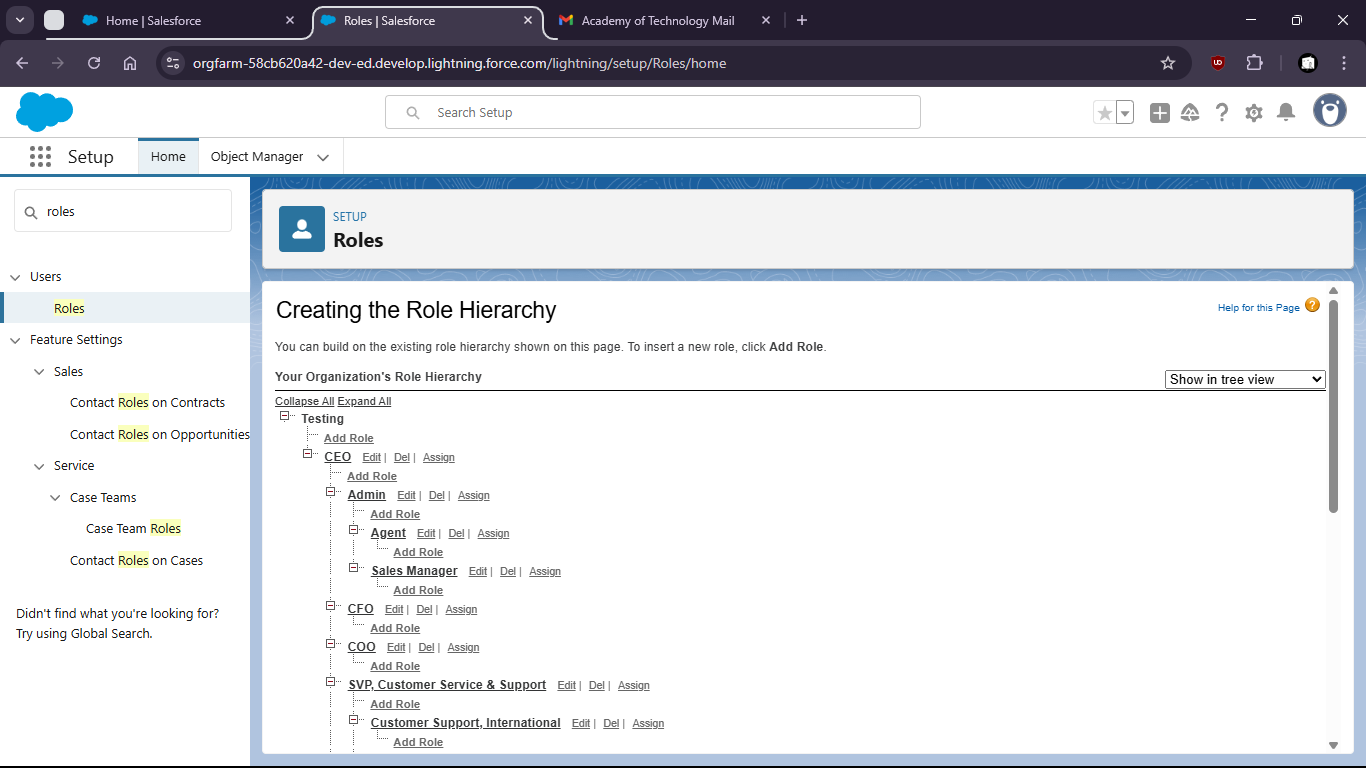 Home | Salesforce
Roles | Salesforce
Academy of Technology Mail
orgfarm-58cb620a42-dev-ed.develop.lightning.force.com/lightning/setup/Roles/home
Search Setup
Setup
Home
Object Manager
roles
Users
Roles
Feature Settings
Sales
Contact Roles on Contracts
Contact Roles on Opportunities
Service
Case Teams
Case Team Roles
Contact Roles on Cases
Didn't find what you're looking for?
Try using Global Search.
SETUP
Roles
Creating the Role Hierarchy
Help for this Page ?
You can build on the existing role hierarchy shown on this page. To insert a new role, click Add Role.
Your Organization's Role Hierarchy
Show in tree view
Collapse All Expand All
Testing
Add Role
CEO Edit | Del | Assign
Add Role
Admin Edit | Del | Assign
Add Role
Agent Edit | Del | Assign
Add Role
Sales Manager Edit | Del | Assign
Add Role
CFO Edit | Del | Assign
Add Role
COO Edit | Del | Assign
Add Role
SVP, Customer Service & Support Edit | Del | Assign
Add Role
Customer Support, International Edit | Del | Assign
Add Role